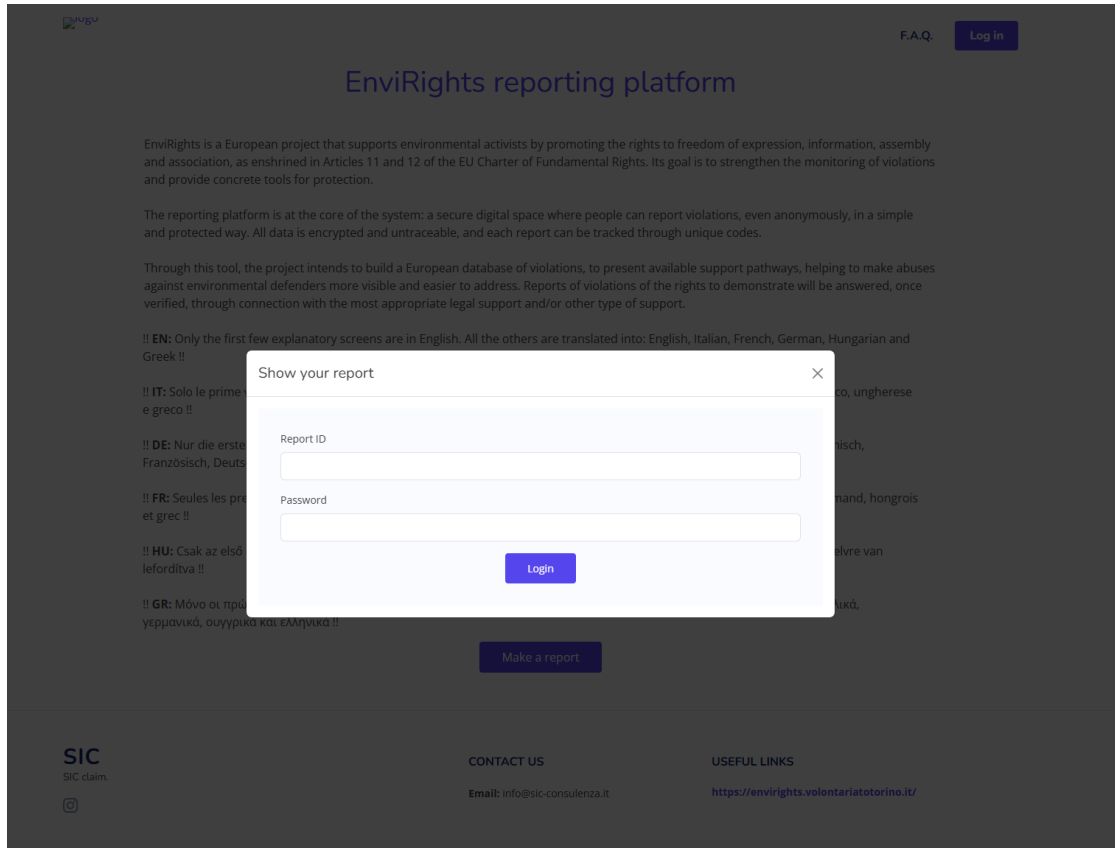 logo
F.A.Q.
Log in
EnviRights reporting platform
EnviRights is a European project that supports environmental activists by promoting the rights to freedom of expression, information, assembly
and association, as enshrined in Articles 11 and 12 of the EU Charter of Fundamental Rights. Its goal is to strengthen the monitoring of violations
and provide concrete tools for protection.
The reporting platform is at the core of the system: a secure digital space where people can report violations, even anonymously, in a simple
and protected way. All data is encrypted and untraceable, and each report can be tracked through unique codes.
Through this tool, the project intends to build a European database of violations, to present available support pathways, helping to make abuses
against environmental defenders more visible and easier to address. Reports of violations of the rights to demonstrate will be answered, once
verified, through connection with the most appropriate legal support and/or other type of support.
!! EN: Only the first few explanatory screens are in English. All the others are translated into: English, Italian, French, German, Hungarian and
Greek !!
!! IT: Solo le prime
co, ungherese
e greco !!
!! DE: Nur die erste
nisch,
Französisch, Deuts
!! FR: Seules les pre
mand, hongrois
et grec !!
!! HU: Csak az első
elvre van
lefordítva !!
!! GR: Μόνο οι πρώ
λικά,
γερμανικά, ουγγρικά και ελληνικά !!
Show your report
Report ID
Password
Login
Make a report
SIC
SIC claim.
CONTACT US
Email: info@sic-consulenza.it
USEFUL LINKS
https://envirights.volontariatotorino.it/